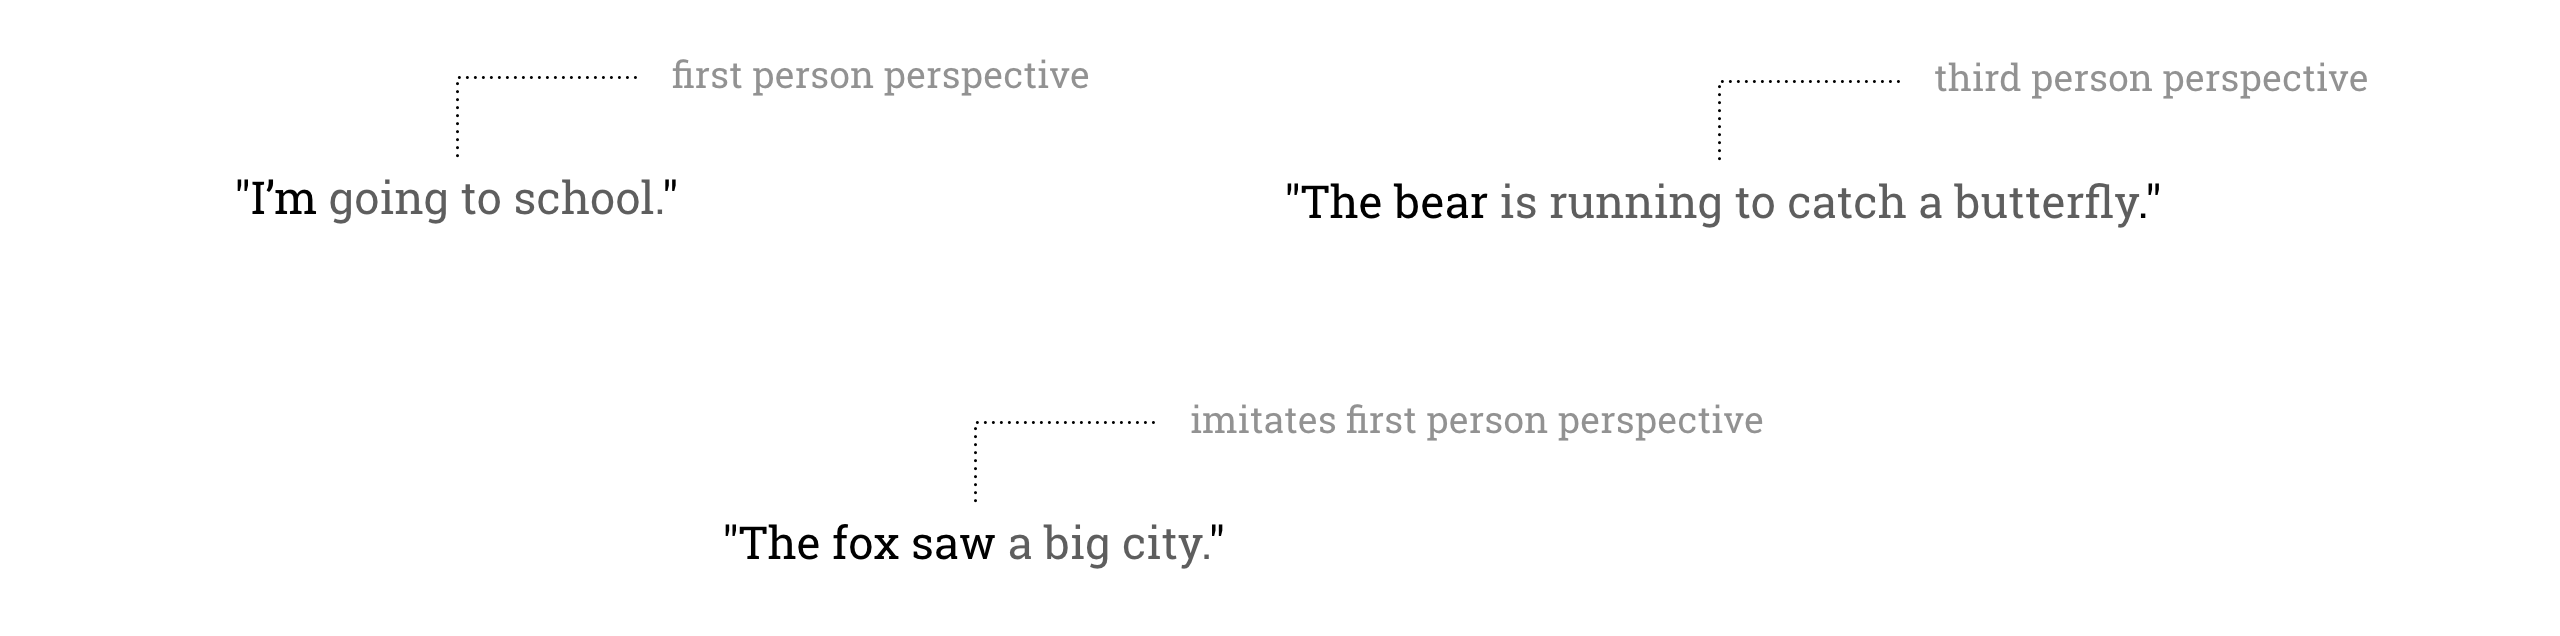 first person perspective
"I’m going to school."
third person perspective
"The bear is running to catch a butterfly."
imitates first person perspective
"The fox saw a big city."